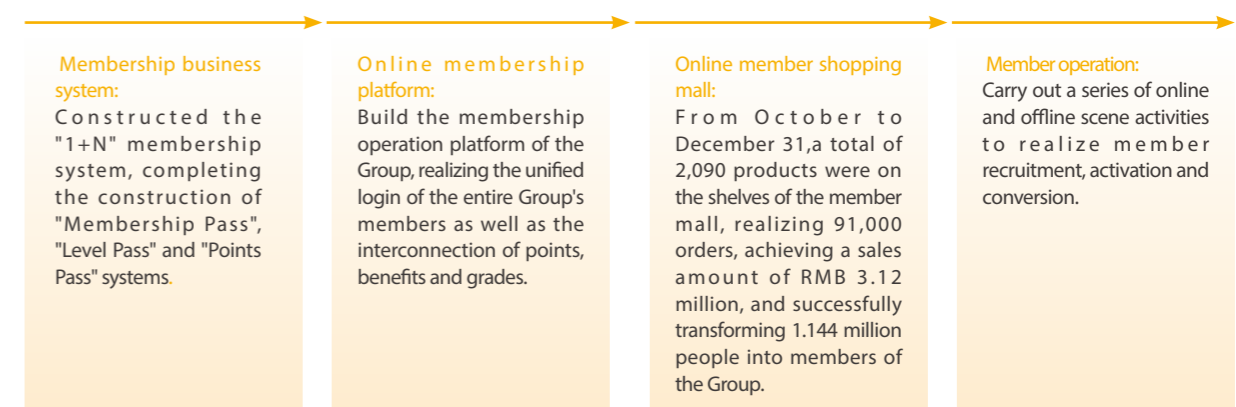 Membership business
system:
Constructed the
"1+N" membership
system, completing
the construction of
"Membership Pass",
"Level Pass" and "Points
Pass" systems.
Online membership
platform:
Build the membership
operation platform of the
Group, realizing the unified
login of the entire Group's
members as well as the
interconnection of points,
benefits and grades.
Online member shopping
mall:
From October to
December 31,a total of
2,090 products were on
the shelves of the member
mall, realizing 91,000
orders, achieving a sales
amount of RMB 3.12
million, and successfully
transforming 1.144 million
people into members of
the Group.
Member operation:
Carry out a series of online
and offline scene activities
to realize member
recruitment, activation and
conversion.